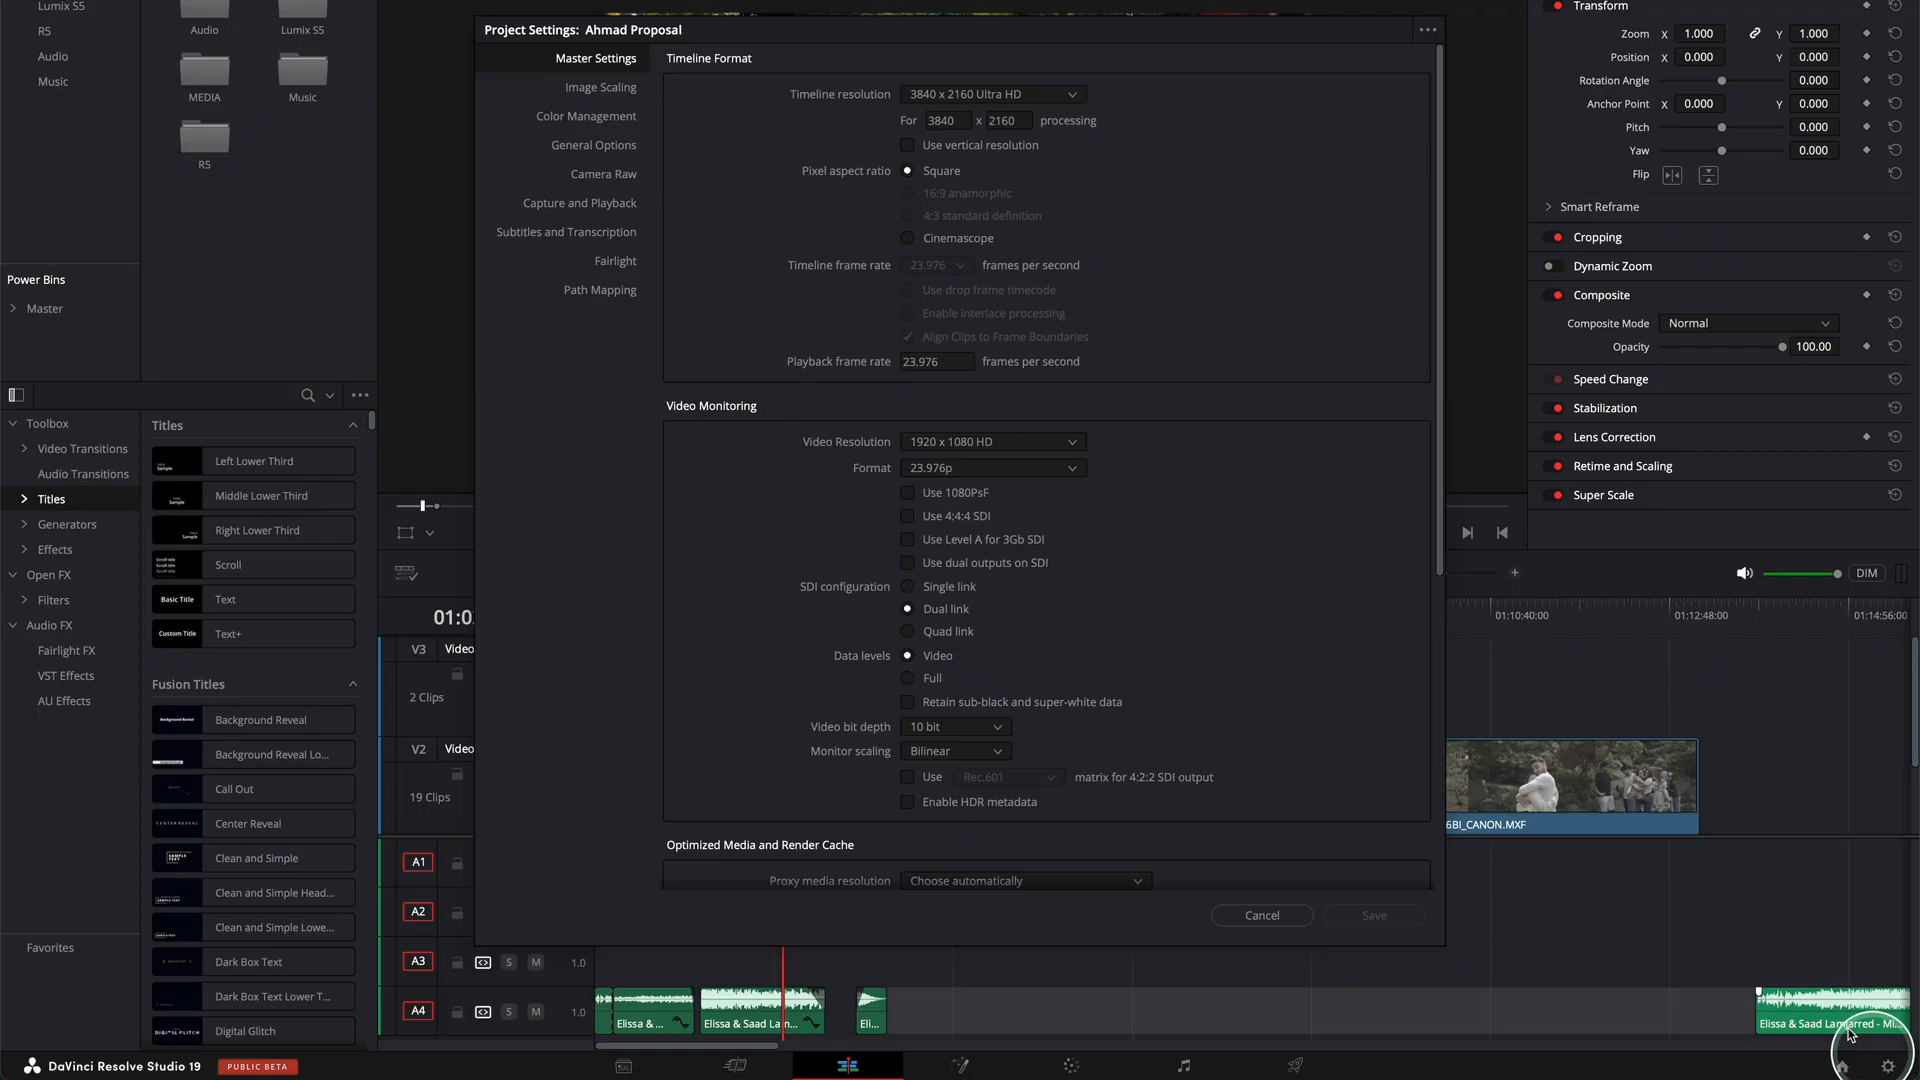 Lumix S5
R5
Audio
Music
Audio
Lumix S5
MEDIA
Music
R5
Power Bins
Master
Toolbox
Video Transitions
Audio Transitions
Titles
Generators
Effects
Open FX
Filters
Audio FX
Fairlight FX
VST Effects
AU Effects
Favorites
Titles
Left Lower Third
Middle Lower Third
Right Lower Third
Scroll
Basic Title
Text
Custom Title
Text+
Fusion Titles
Background Reveal
Background Reveal Lo...
Call Out
Center Reveal
Clean and Simple
Clean and Simple Head...
Clean and Simple Lowe...
Dark Box Text
Dark Box Text Lower T...
Digital Glitch
Project Settings: Ahmad Proposal
Master Settings
Image Scaling
Color Management
General Options
Camera Raw
Capture and Playback
Subtitles and Transcription
Fairlight
Path Mapping
Timeline Format
Timeline resolution 3840 x 2160 Ultra HD
For 3840 x 2160 processing
Use vertical resolution
Pixel aspect ratio Square
16:9 anamorphic
4:3 standard definition
Cinemascope
Timeline frame rate 23.976 frames per second
Use drop frame timecode
Enable interlace processing
Align Clips to Frame Boundaries
Playback frame rate 23.976 frames per second
Video Monitoring
Video Resolution 1920 x 1080 HD
Format 23.976p
Use 1080PsF
Use 4:4:4 SDI
Use Level A for 3Gb SDI
Use dual outputs on SDI
SDI configuration Single link
Dual link
Quad link
Data levels Video
Full
Retain sub-black and super-white data
Video bit depth 10 bit
Monitor scaling Bilinear
Use Rec.601 matrix for 4:2:2 SDI output
Enable HDR metadata
Optimized Media and Render Cache
Proxy media resolution Choose automatically
Cancel Save
Transform
Zoom X 1.000 Y 1.000
Position X 0.000 Y 0.000
Rotation Angle 0.000
Anchor Point X 0.000 Y 0.000
Pitch 0.000
Yaw 0.000
Flip
Smart Reframe
Cropping
Dynamic Zoom
Composite
Composite Mode Normal
Opacity 100.00
Speed Change
Stabilization
Lens Correction
Retime and Scaling
Super Scale
DIM
01:0
01:10:40:00 01:12:48:00 01:14:56:00
V3 Video
2 Clips
V2 Video
19 Clips
6BI_CANON.MXF
A1
A2
A3 S M 1.0
A4 S M 1.0
Elissa & ... Elissa & Saad Lam... Eli... Elissa & Saad Lamjarred - Mi...
DaVinci Resolve Studio 19 PUBLIC BETA